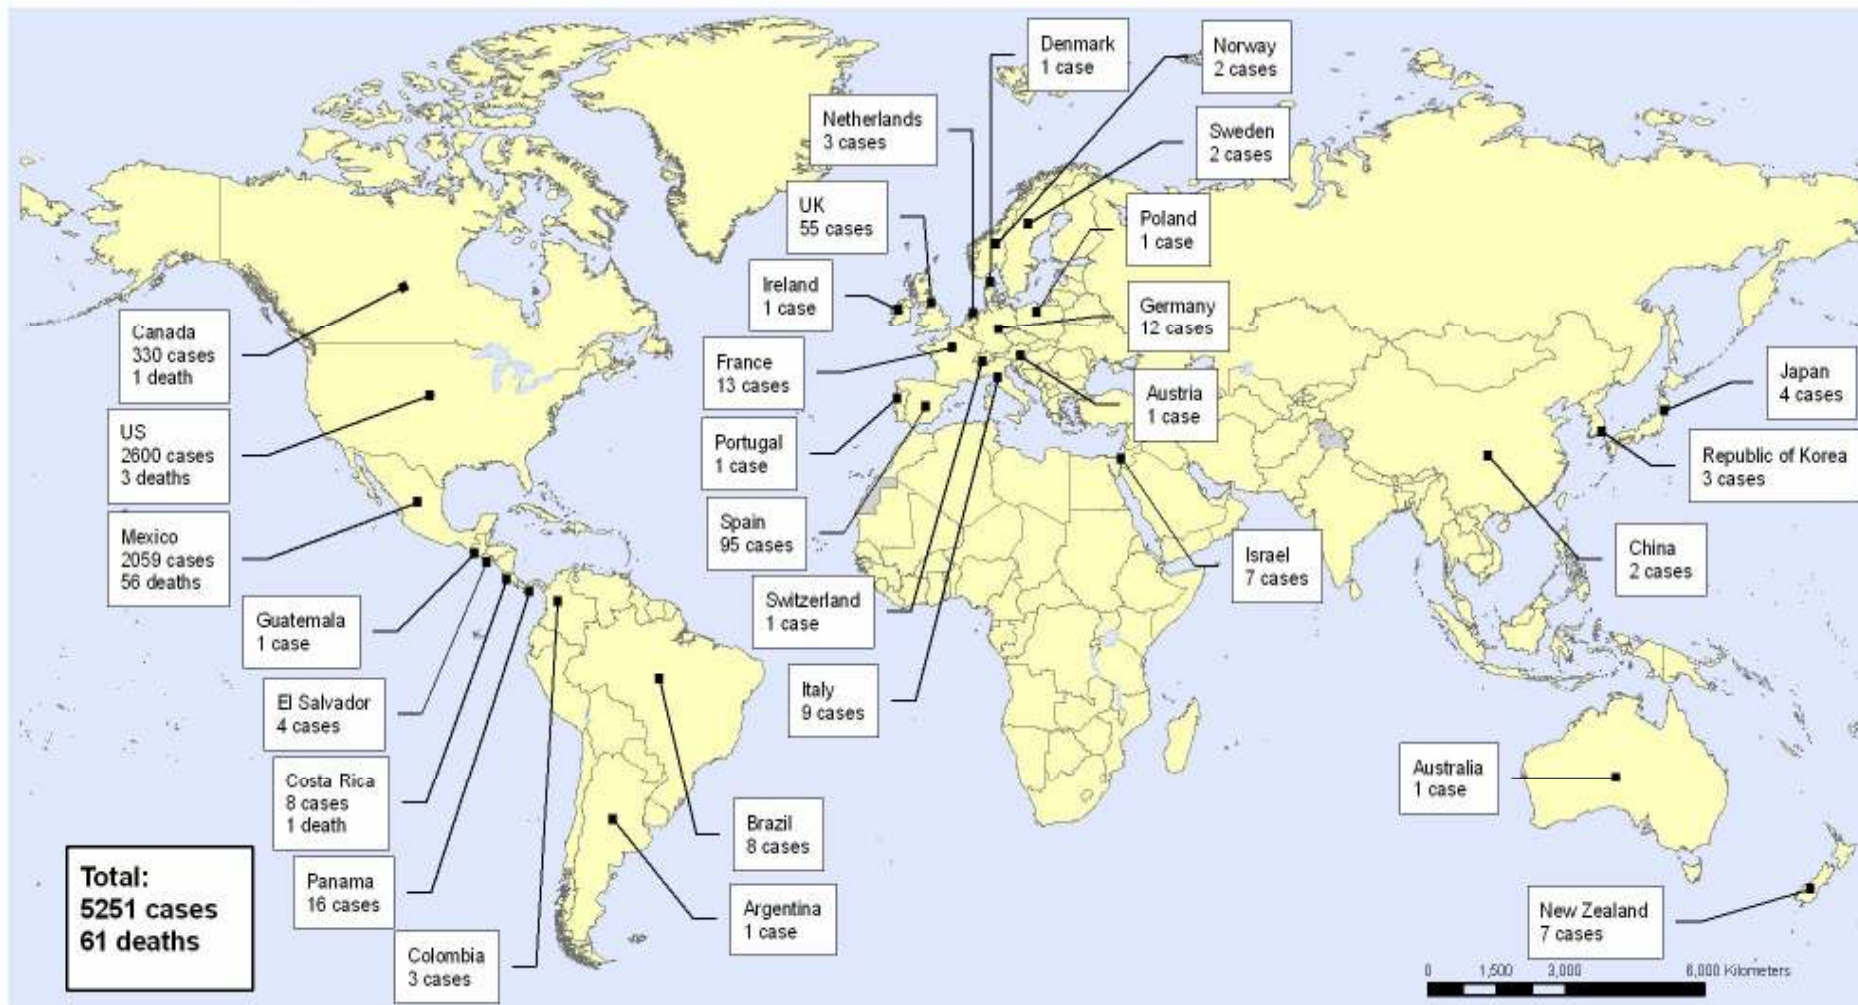 Denmark
1 case
Norway
2 cases
Netherlands
3 cases
Sweden
2 cases
UK
55 cases
Poland
1 case
Ireland
1 case
Germany
12 cases
Canada
330 cases
1 death
France
13 cases
Austria
1 case
Japan
4 cases
US
2600 cases
3 deaths
Portugal
1 case
Republic of Korea
3 cases
Mexico
2059 cases
56 deaths
Spain
95 cases
Israel
7 cases
China
2 cases
Switzerland
1 case
Guatemala
1 case
Italy
9 cases
El Salvador
4 cases
Australia
1 case
Costa Rica
8 cases
1 death
Brazil
8 cases
Total:
5251 cases
61 deaths
Panama
16 cases
Argentina
1 case
New Zealand
7 cases
Colombia
3 cases
0 1,500 3,000 6,000 Kilometers